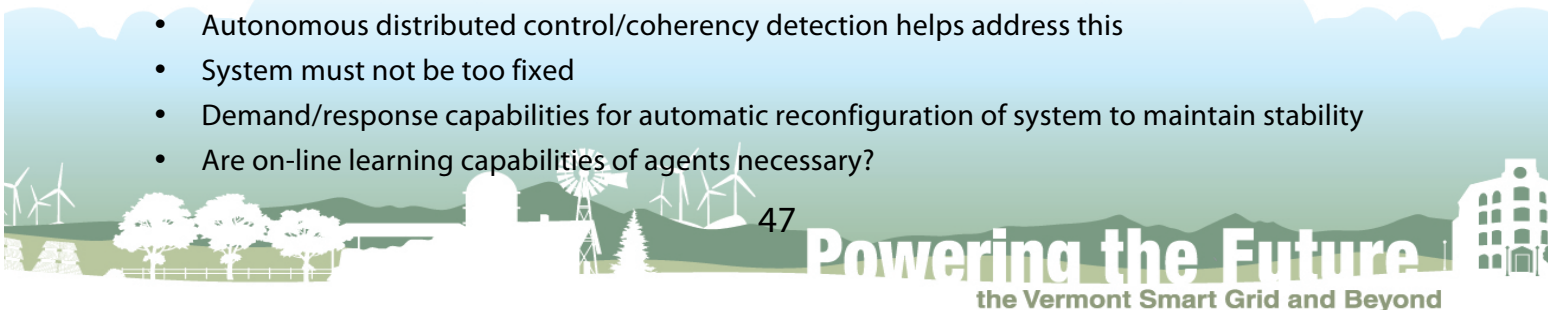 • Autonomous distributed control/coherency detection helps address this
• System must not be too fixed
• Demand/response capabilities for automatic reconfiguration of system to maintain stability
• Are on-line learning capabilities of agents necessary?
47
Powering the Future
the Vermont Smart Grid and Beyond